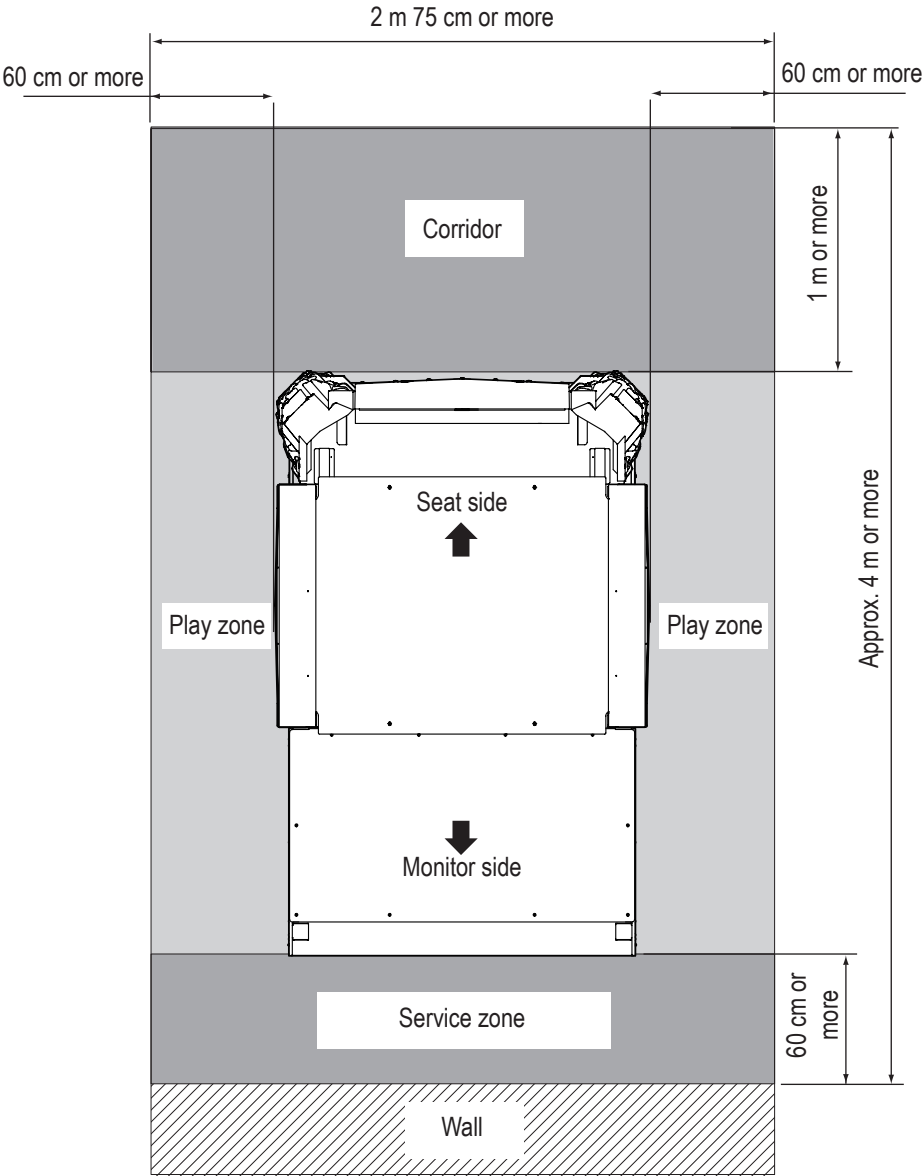 2 m 75 cm or more
60 cm or more
60 cm or more
Corridor
1 m or more
Seat side
Approx. 4 m or more
Play zone
Play zone
Monitor side
60 cm or
more
Service zone
Wall